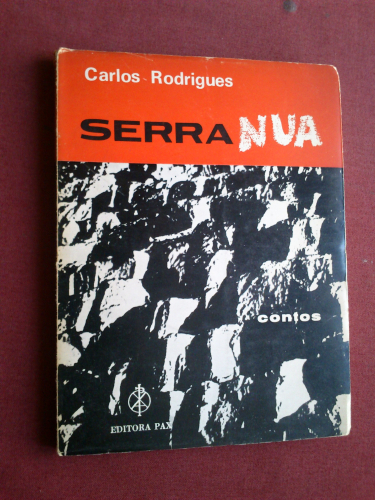 Carlos Rodrigues
SERRA NUA
contos
EDITORA PAX